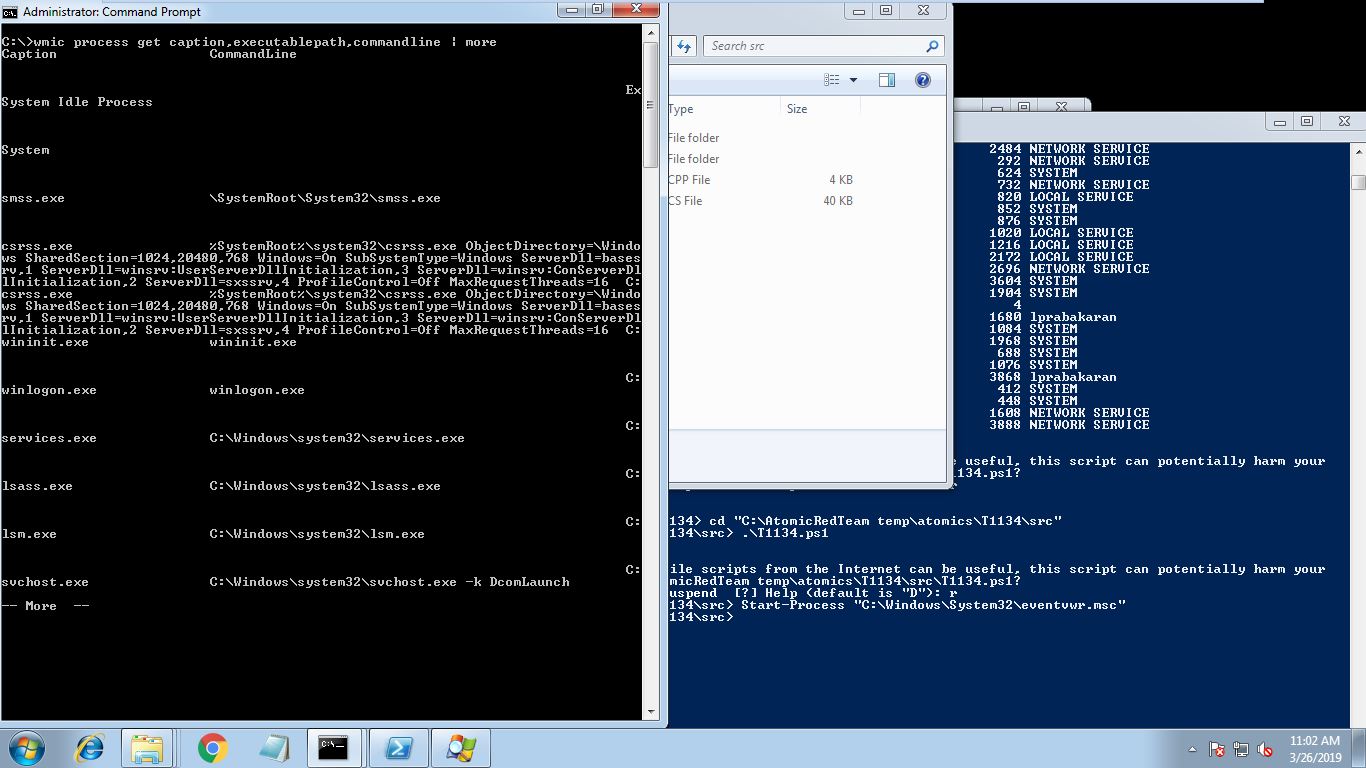 Administrator: Command Prompt
C:\>wmic process get caption,executablepath,commandline | more
Caption CommandLine
Ex
System Idle Process
System
smss.exe \SystemRoot\System32\smss.exe
csrss.exe %SystemRoot%\system32\csrss.exe ObjectDirectory=\Windo
ws SharedSection=1024,20480,768 Windows=On SubSystemType=Windows ServerDll=bases
rv,1 ServerDll=winsrv:UserServerDllInitialization,3 ServerDll=winsrv:ConServerDl
lInitialization,2 ServerDll=sxssrv,4 ProfileControl=Off MaxRequestThreads=16 C:
csrss.exe %SystemRoot%\system32\csrss.exe ObjectDirectory=\Windo
ws SharedSection=1024,20480,768 Windows=On SubSystemType=Windows ServerDll=bases
rv,1 ServerDll=winsrv:UserServerDllInitialization,3 ServerDll=winsrv:ConServerDl
lInitialization,2 ServerDll=sxssrv,4 ProfileControl=Off MaxRequestThreads=16 C:
wininit.exe wininit.exe
C:
winlogon.exe winlogon.exe
C:
services.exe C:\Windows\system32\services.exe
C:
lsass.exe C:\Windows\system32\lsass.exe
C:
lsm.exe C:\Windows\system32\lsm.exe
C:
svchost.exe C:\Windows\system32\svchost.exe -k DcomLaunch
-- More --
Search src
Type Size
File folder
File folder
CPP File 4 KB
CS File 40 KB
2484 NETWORK SERVICE
292 NETWORK SERVICE
624 SYSTEM
732 NETWORK SERVICE
820 LOCAL SERVICE
852 SYSTEM
876 SYSTEM
1020 LOCAL SERVICE
1216 LOCAL SERVICE
2172 LOCAL SERVICE
2696 NETWORK SERVICE
3604 SYSTEM
1904 SYSTEM
4
1680 lprabakaran
1084 SYSTEM
1968 SYSTEM
688 SYSTEM
1076 SYSTEM
3868 lprabakaran
412 SYSTEM
448 SYSTEM
1608 NETWORK SERVICE
3888 NETWORK SERVICE
useful, this script can potentially harm your
134.ps1?
r
134> cd "C:\AtomicRedTeam temp\atomics\T1134\src"
134\src> .\T1134.ps1
ile scripts from the Internet can be useful, this script can potentially harm your
micRedTeam temp\atomics\T1134\src\T1134.ps1?
uspend [?] Help (default is "D"): r
134\src> Start-Process "C:\Windows\System32\eventvwr.msc"
134\src>
11:02 AM
3/26/2019